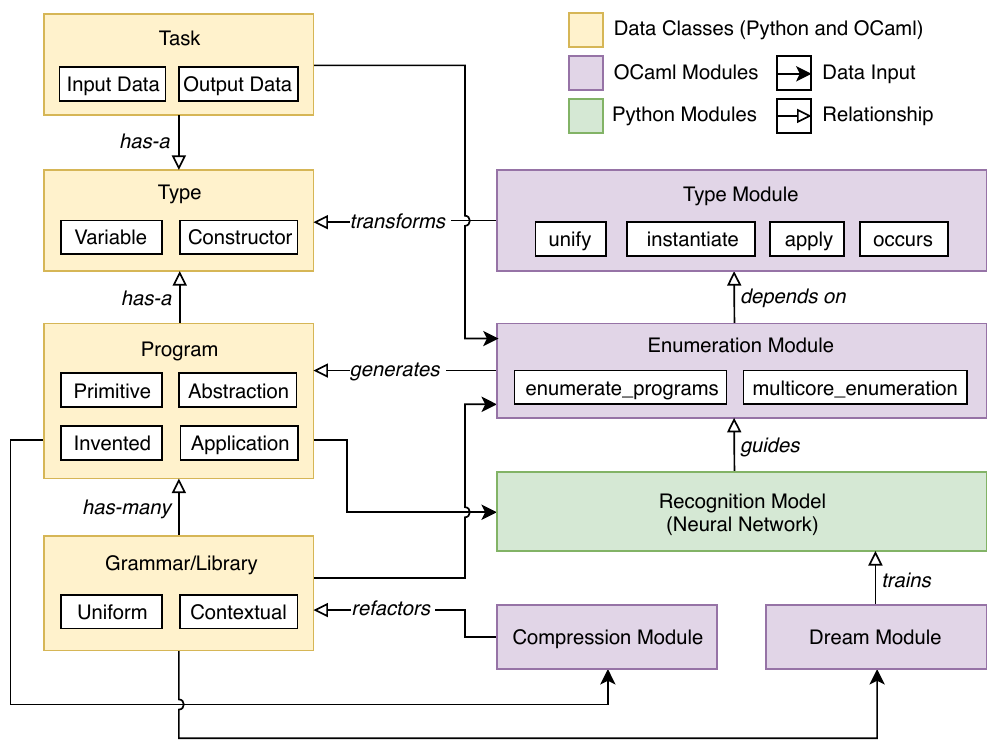 Task
Input Data
Output Data
Data Classes (Python and OCaml)
OCaml Modules
Data Input
Python Modules
Relationship
has-a
Type
Variable
Constructor
transforms
Type Module
unify
instantiate
apply
occurs
has-a
depends on
Program
Primitive
Abstraction
Invented
Application
generates
Enumeration Module
enumerate_programs
multicore_enumeration
guides
has-many
Recognition Model
(Neural Network)
Grammar/Library
Uniform
Contextual
refactors
trains
Compression Module
Dream Module